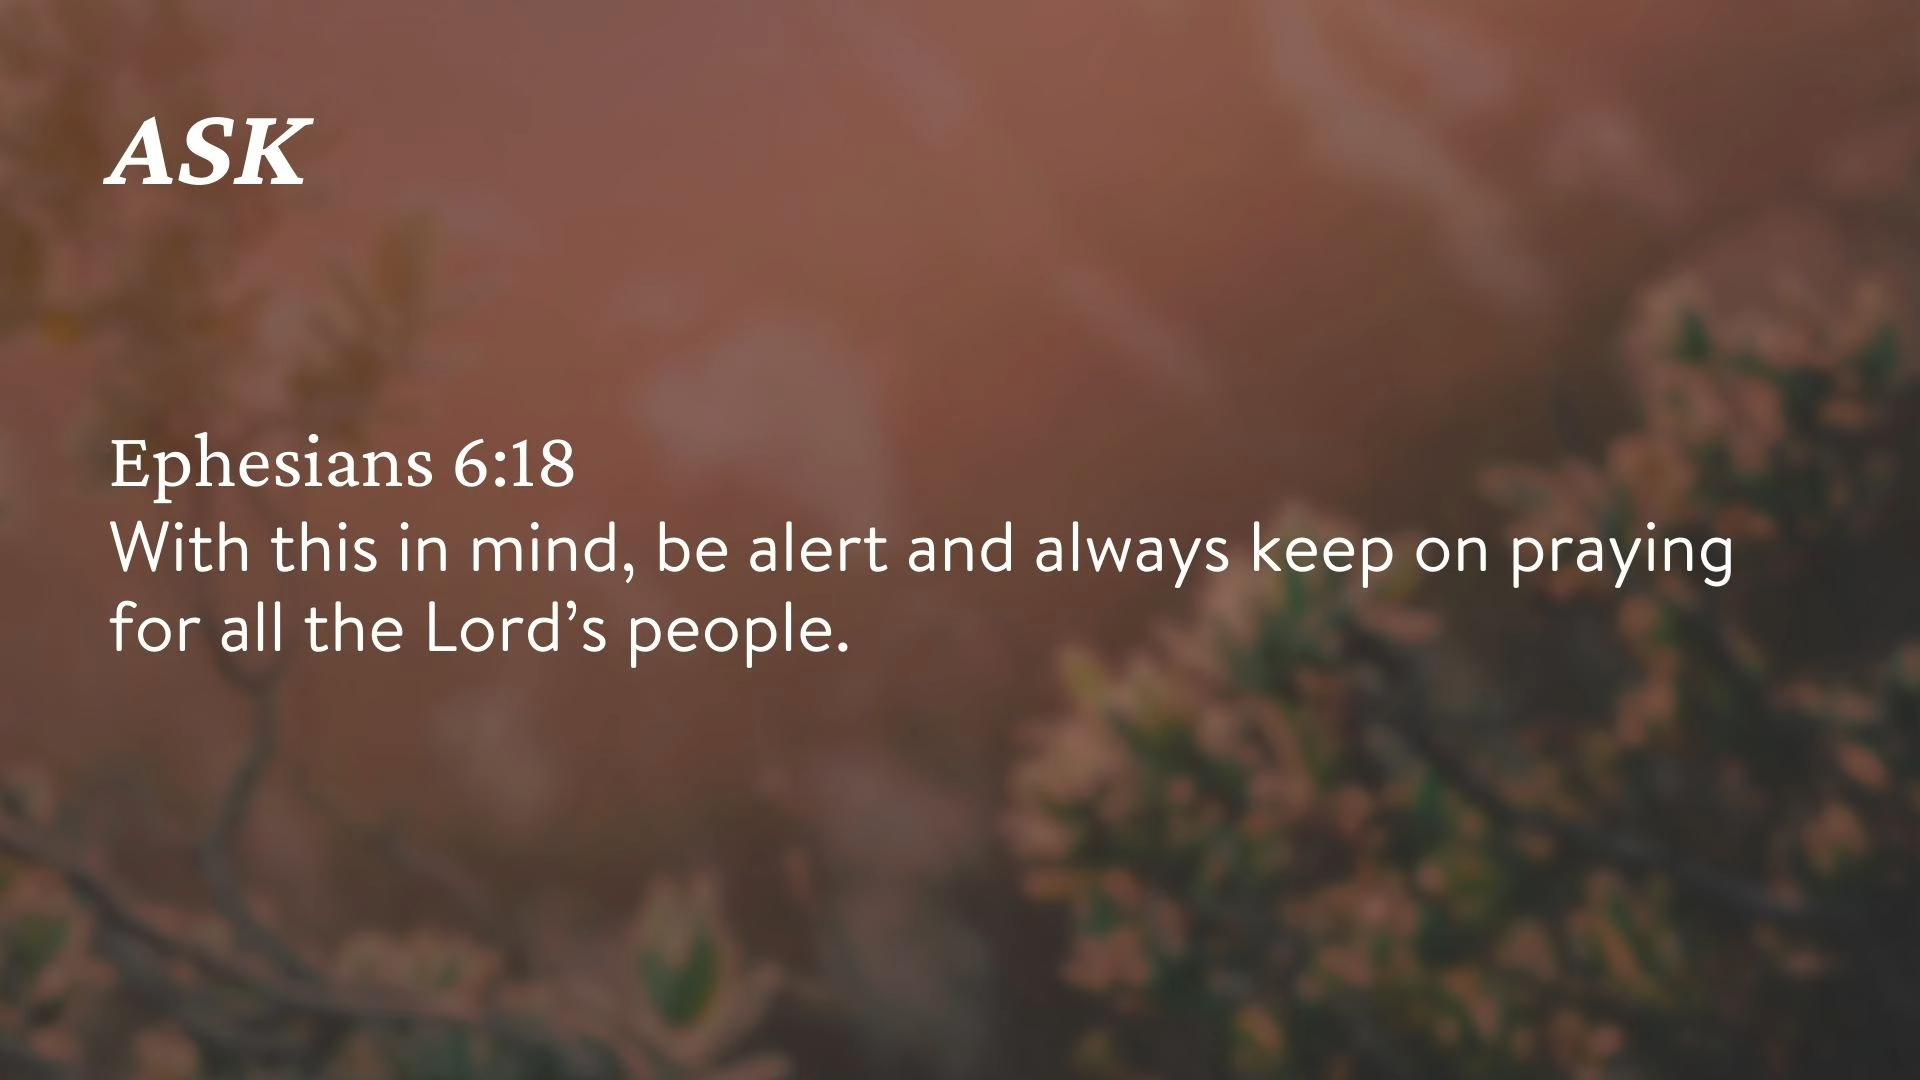 ASK
Ephesians 6:18
With this in mind, be alert and always keep on praying
for all the Lord’s people.